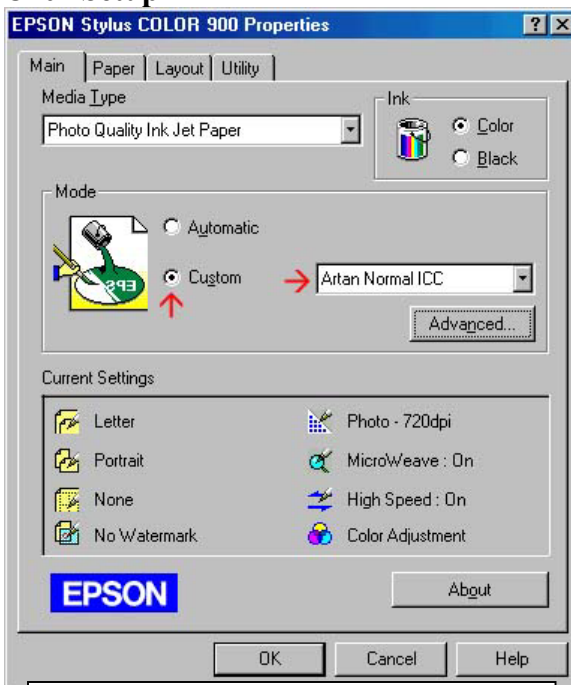 EPSON Stylus COLOR 900 Properties
Main Paper Layout Utility
Media Type
Photo Quality Ink Jet Paper
Ink
Color
Black
Mode
Automatic
Custom
Artan Normal ICC
Advanced...
Current Settings
Letter Photo - 720dpi
Portrait MicroWeave : On
None High Speed : On
No Watermark Color Adjustment
EPSON
About
OK Cancel Help